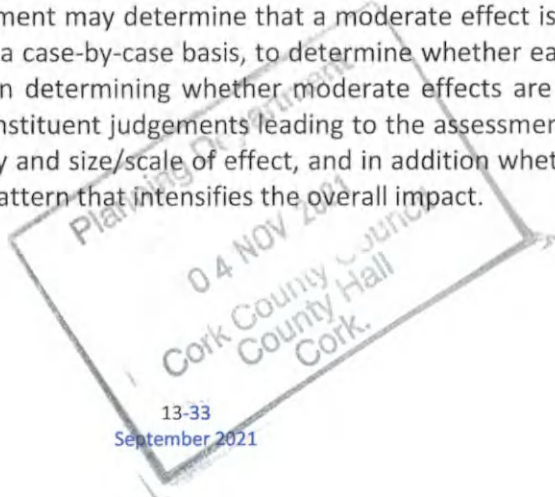 ment may determine that a moderate effect is
a case-by-case basis, to determine whether ea
n determining whether moderate effects are
nstituent judgements leading to the assessmen
y and size/scale of effect, and in addition whet
attern that intensifies the overall impact.
Planning Department
04 NOV 2021
Cork County Council
County Hall
Cork.
13-33
September 2021